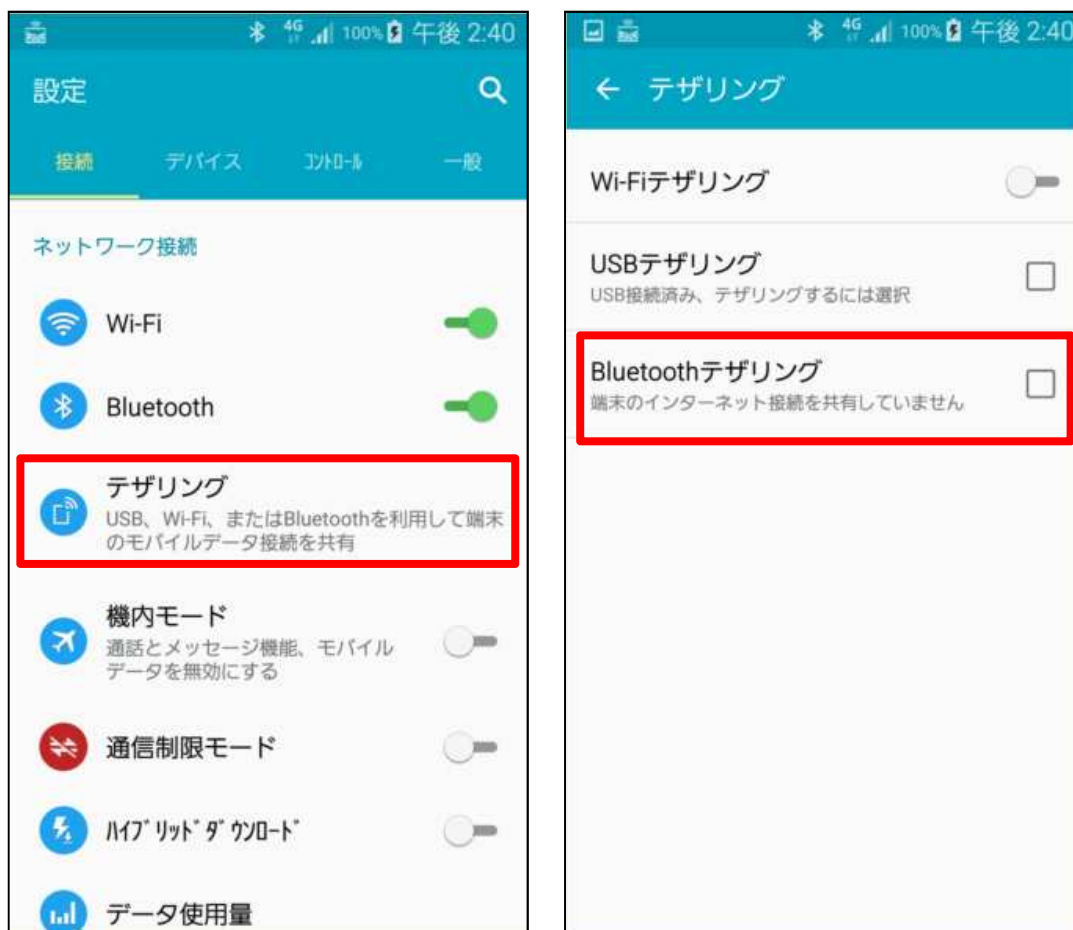 4G 100% 午後 2:40
設定
接続 デバイス ｺﾝﾄﾛｰﾙ 一般
ネットワーク接続
Wi-Fi
Bluetooth
テザリング
USB、Wi-Fi、またはBluetoothを利用して端末
のモバイルデータ接続を共有
機内モード
通話とメッセージ機能、モバイル
データを無効にする
通信制限モード
ﾊｲﾌﾞﾘｯﾄﾞﾀﾞｳﾝﾛｰﾄﾞ
データ使用量
4G 100% 午後 2:40
テザリング
Wi-Fiテザリング
USBテザリング
USB接続済み、テザリングするには選択
Bluetoothテザリング
端末のインターネット接続を共有していません